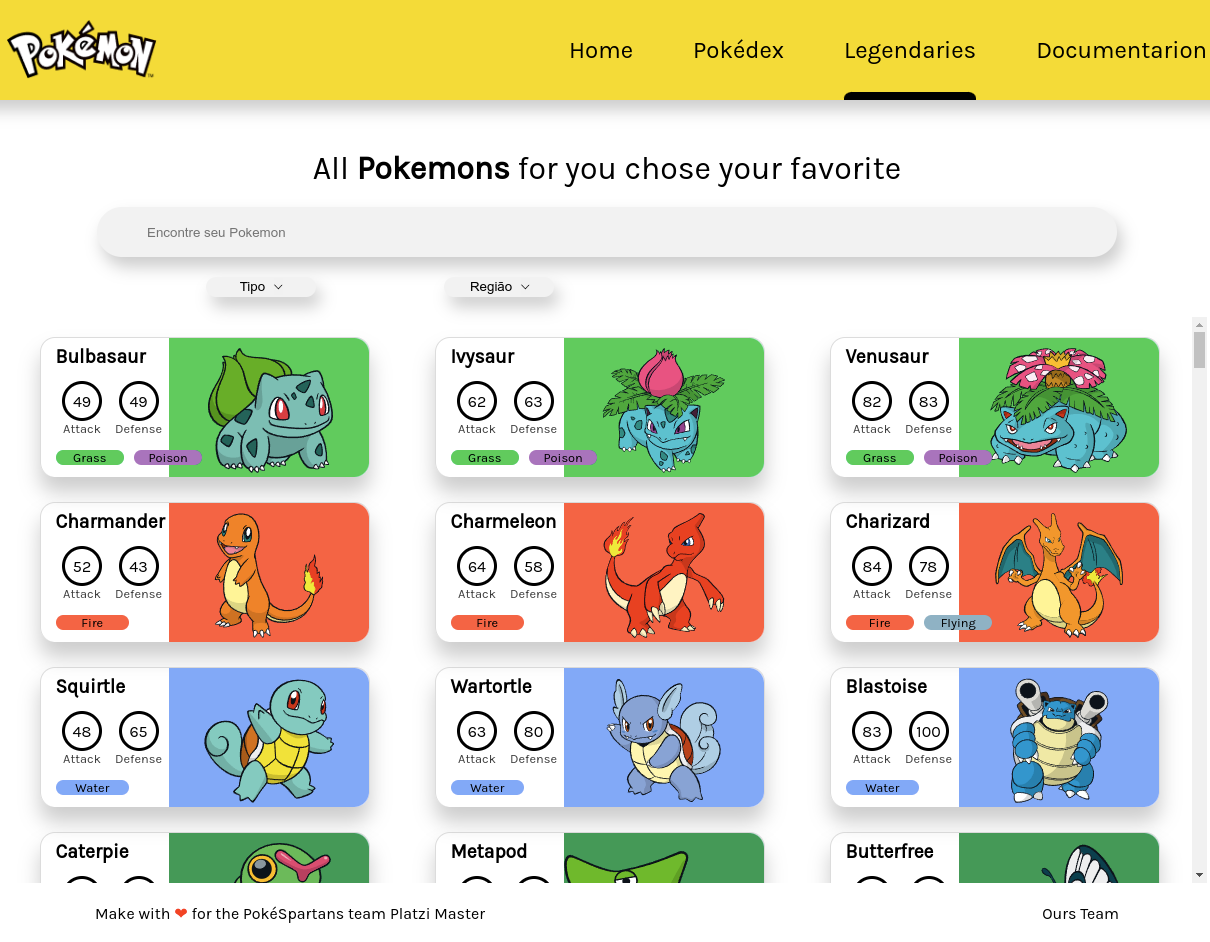 POKéMON
TM
Home Pokédex Legendaries Documentarion
All Pokemons for you chose your favorite
Encontre seu Pokemon
Tipo Região
Bulbasaur
49 49
Attack Defense
Grass Poison
Ivysaur
62 63
Attack Defense
Grass Poison
Venusaur
82 83
Attack Defense
Grass Poison
Charmander
52 43
Attack Defense
Fire
Charmeleon
64 58
Attack Defense
Fire
Charizard
84 78
Attack Defense
Fire Flying
Squirtle
48 65
Attack Defense
Water
Wartortle
63 80
Attack Defense
Water
Blastoise
83 100
Attack Defense
Water
Caterpie
Metapod
Butterfree
Make with ❤ for the PokéSpartans team Platzi Master
Ours Team